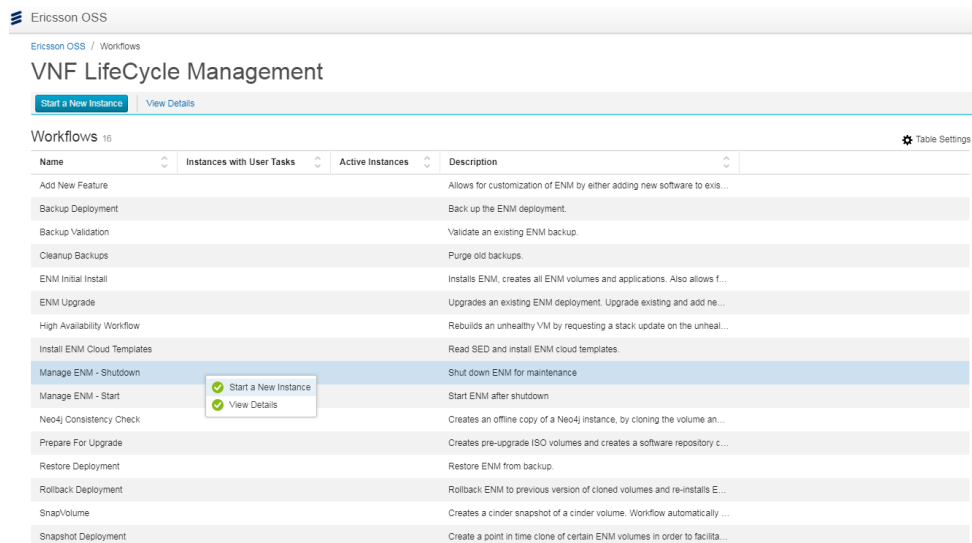 Ericsson OSS
Ericsson OSS / Workflows
VNF LifeCycle Management
Start a New Instance View Details
Workflows 16
Table Settings
Name Instances with User Tasks Active Instances Description
Add New Feature Allows for customization of ENM by either adding new software to exis...
Backup Deployment Back up the ENM deployment.
Backup Validation Validate an existing ENM backup.
Cleanup Backups Purge old backups.
ENM Initial Install Installs ENM, creates all ENM volumes and applications. Also allows f...
ENM Upgrade Upgrades an existing ENM deployment. Upgrade existing and add ne...
High Availability Workflow Rebuilds an unhealthy VM by requesting a stack update on the unheal...
Install ENM Cloud Templates Read SED and install ENM cloud templates.
Manage ENM - Shutdown Shut down ENM for maintenance
Start a New Instance
Manage ENM - Start Start ENM after shutdown
View Details
Neo4j Consistency Check Creates an offline copy of a Neo4j instance, by cloning the volume an...
Prepare For Upgrade Creates pre-upgrade ISO volumes and creates a software repository c...
Restore Deployment Restore ENM from backup.
Rollback Deployment Rollback ENM to previous version of cloned volumes and re-installs E...
SnapVolume Creates a cinder snapshot of a cinder volume. Workflow automatically ...
Snapshot Deployment Create a point in time clone of certain ENM volumes in order to facilita...